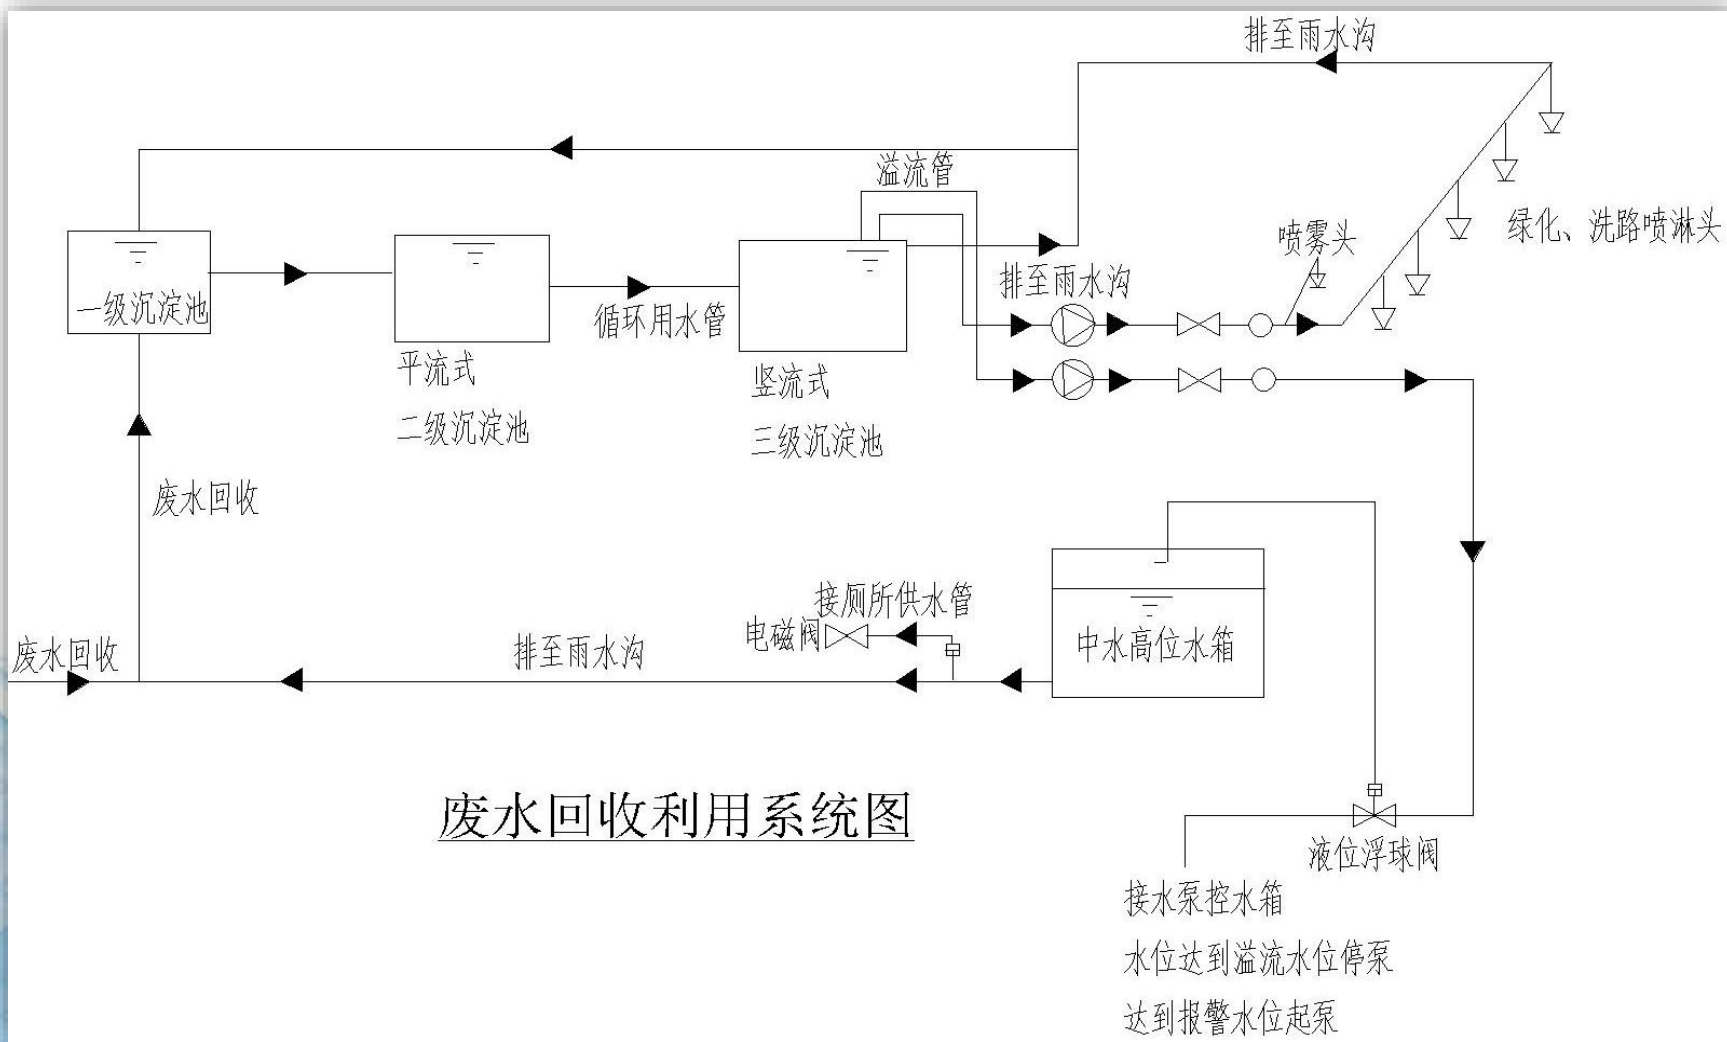 排至雨水沟
溢流管
绿化、洗路喷淋头
喷雾头
排至雨水沟
一级沉淀池
循环用水管
平流式
二级沉淀池
竖流式
三级沉淀池
废水回收
接厕所供水管
电磁阀
中水高位水箱
废水回收
排至雨水沟
废水回收利用系统图
液位浮球阀
接水泵控水箱
水位达到溢流水位停泵
达到报警水位起泵